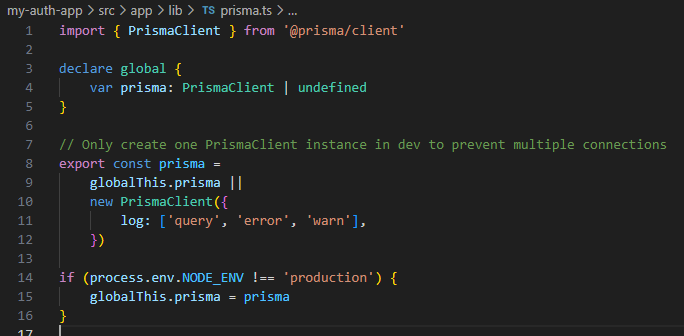 my-auth-app > src > app > lib > TS prisma.ts > ...
1 import { PrismaClient } from '@prisma/client'
2
3 declare global {
4     var prisma: PrismaClient | undefined
5 }
6
7 // Only create one PrismaClient instance in dev to prevent multiple connections
8 export const prisma =
9     globalThis.prisma ||
10     new PrismaClient({
11         log: ['query', 'error', 'warn'],
12     })
13
14 if (process.env.NODE_ENV !== 'production') {
15     globalThis.prisma = prisma
16 }
17